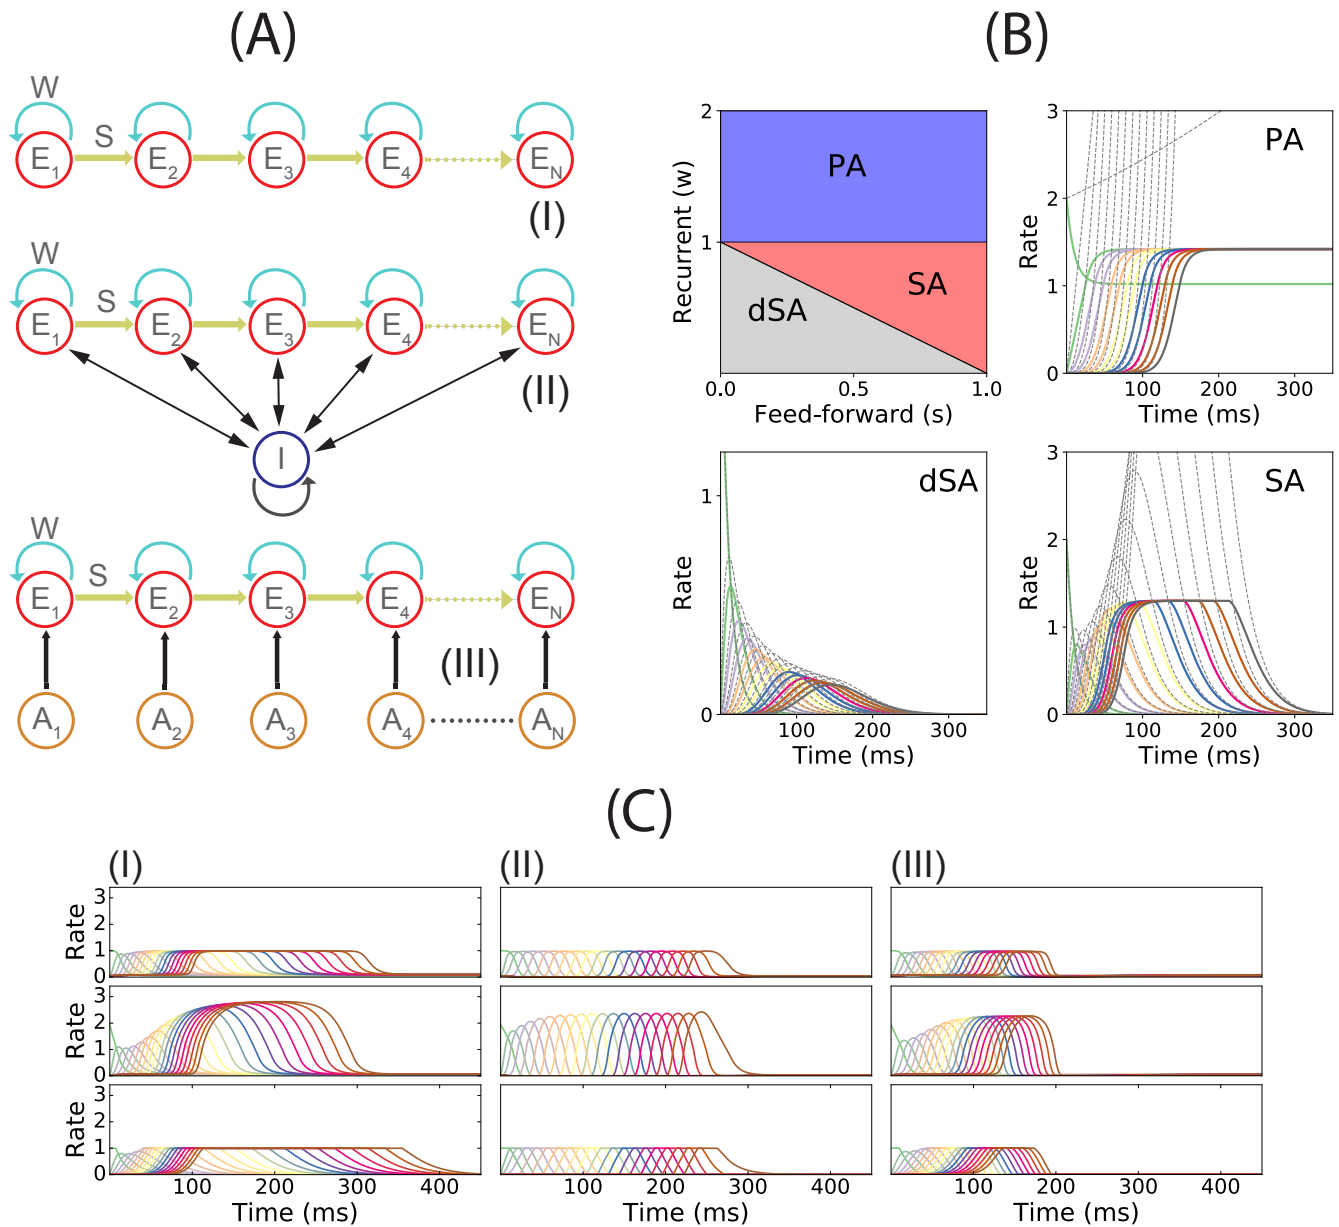 (A)
W
S
E1 E2 E3 E4 EN
(I)
W
S
E1 E2 E3 E4 EN
(II)
I
W
S
E1 E2 E3 E4 EN
(III)
A1 A2 A3 A4 AN
(B)
2
1
Recurrent (w)
PA
SA
dSA
0.0 0.5 1.0
Feed-forward (s)
3
2
1
0
Rate
PA
0 200 300
100
Time (ms)
1
0
Rate
dSA
100 200 300
Time (ms)
3
2
1
0
Rate
SA
100 200 300
Time (ms)
(C)
(I)
3
2
1
0
Rate
3
2
1
0
Rate
3
2
1
0
Rate
100 200 300 400
Time (ms)
(II)
100 200 300 400
Time (ms)
(III)
100 200 300 400
Time (ms)